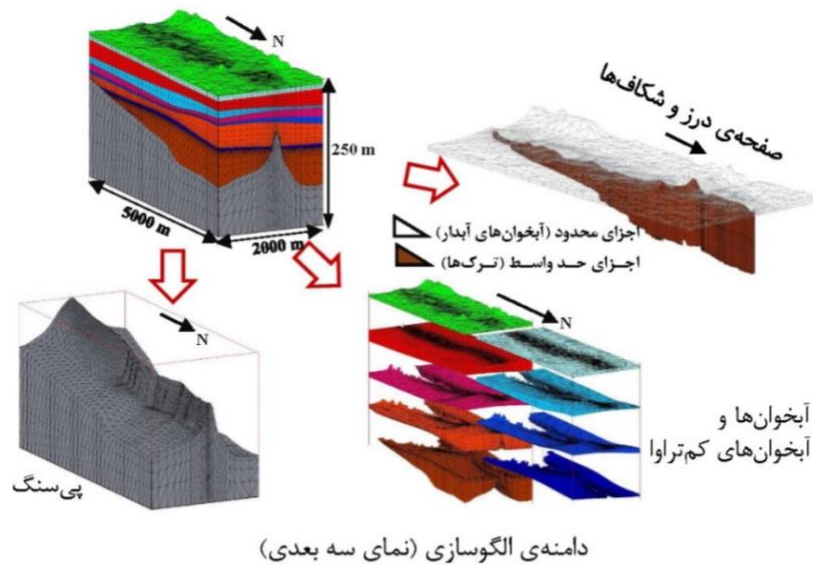 N
250 m
5000 m
2000 m
صفحه‌ی درز و شکاف‌ها
اجزای محدود (آبخوان‌های آبدار)
اجزای حد واسط (ترک‌ها)
N
N
آبخوان‌ها و
آبخوان‌های کم‌تراوا
پی‌سنگ
دامنه‌ی الگوسازی (نمای سه بعدی)